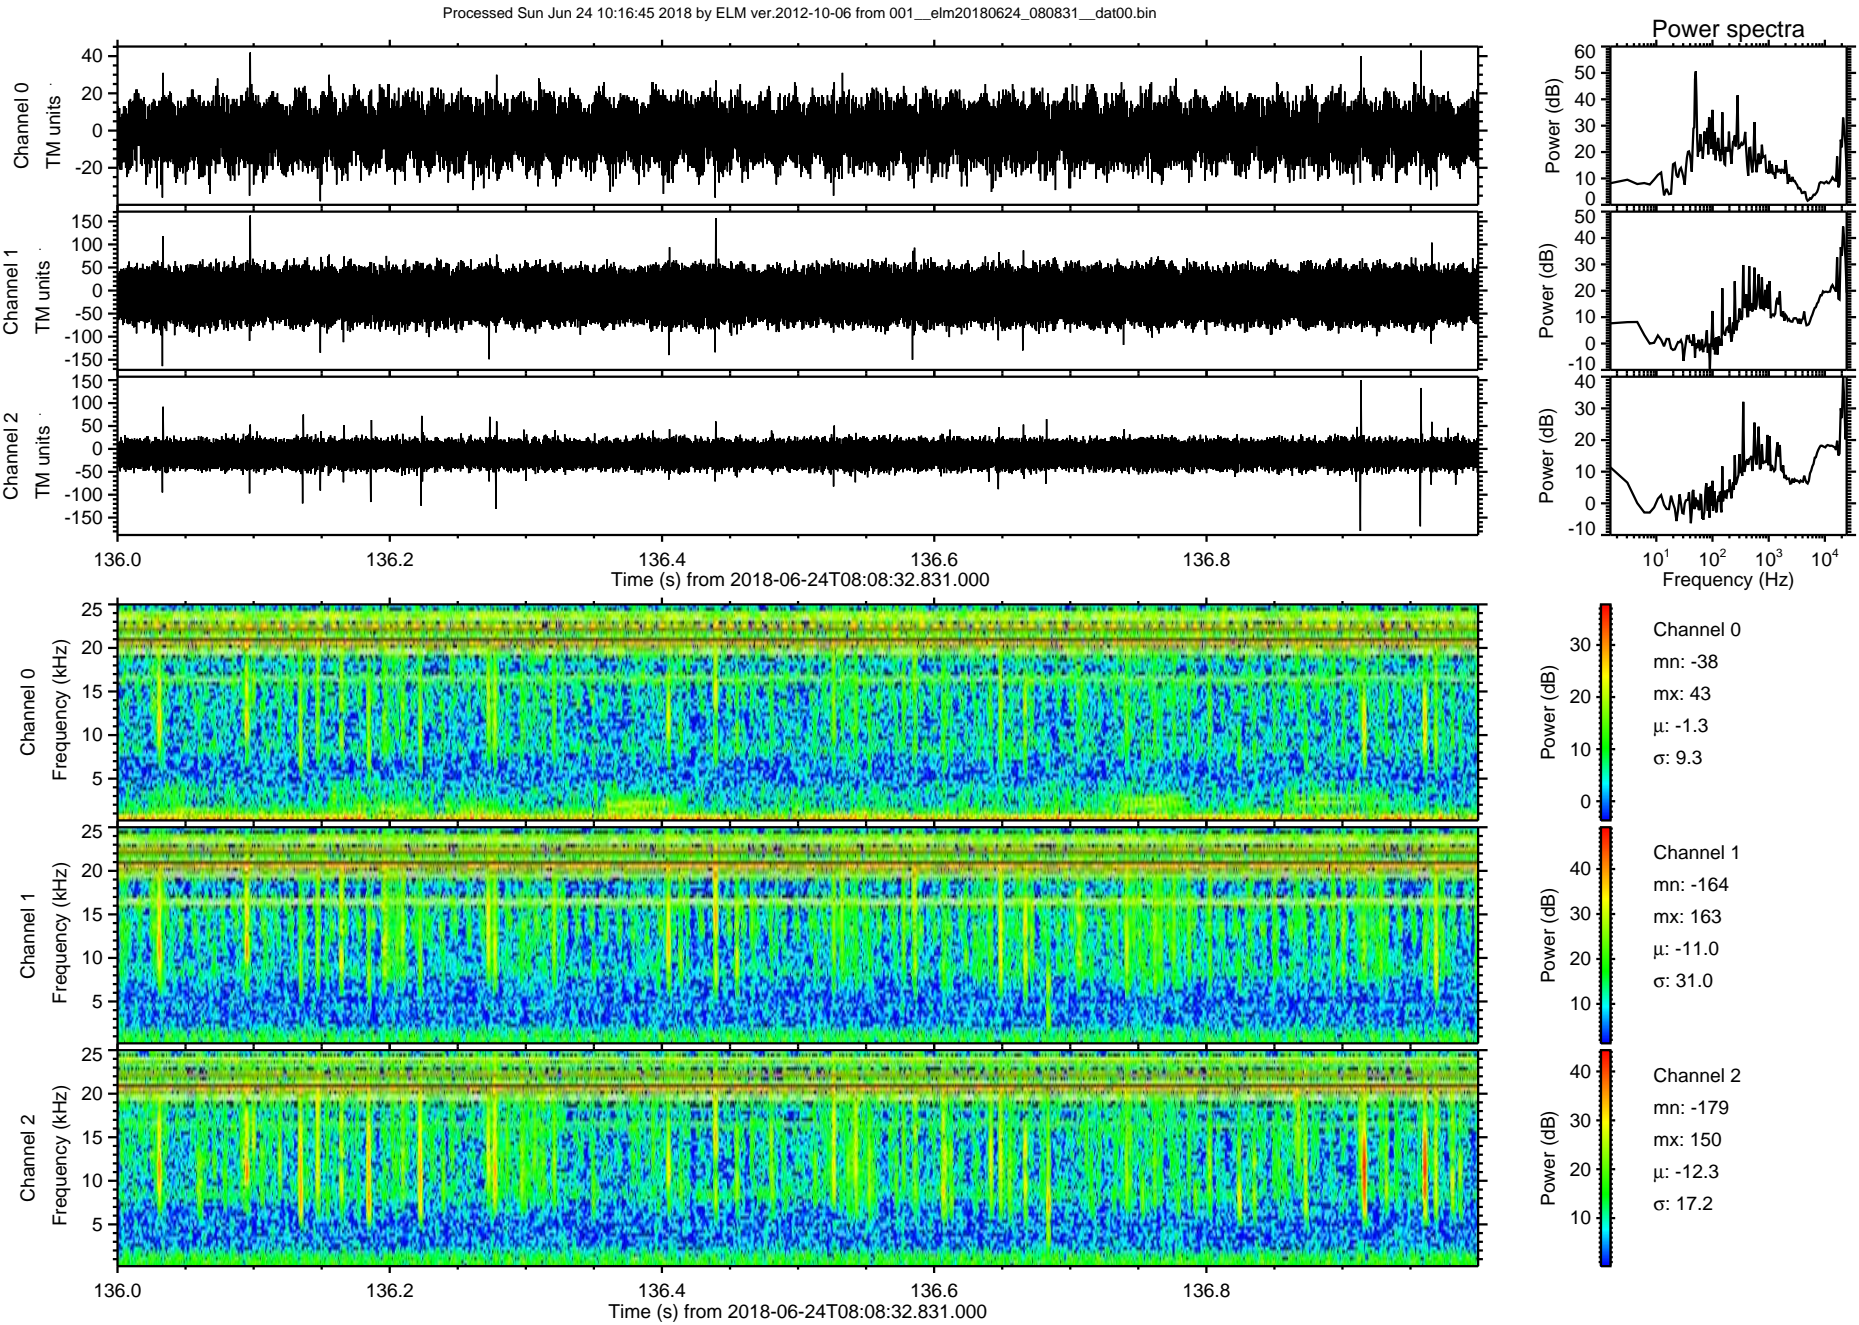 Processed Sun Jun 24 10:16:45 2018 by ELM ver.2012-10-06 from 001__elm20180624_080831__dat00.bin
Power spectra
Channel 0
TM units
40
20
0
-20
Power (dB)
60
50
40
30
20
10
0
Channel 1
TM units
150
100
50
0
-50
-100
-150
Power (dB)
50
40
30
20
10
0
-10
Channel 2
TM units
150
100
50
0
-50
-100
-150
Power (dB)
40
30
20
10
0
-10
136.0 136.2 136.4 136.6 136.8
Time (s) from 2018-06-24T08:08:32.831.000
10¹ 10² 10³ 10⁴
Frequency (Hz)
Channel 0
Frequency (kHz)
25
20
15
10
5
Power (dB)
30
20
10
0
Channel 0
mn: -38
mx: 43
μ: -1.3
σ: 9.3
Channel 1
Frequency (kHz)
25
20
15
10
5
Power (dB)
40
30
20
10
Channel 1
mn: -164
mx: 163
μ: -11.0
σ: 31.0
Channel 2
Frequency (kHz)
25
20
15
10
5
Power (dB)
40
30
20
10
Channel 2
mn: -179
mx: 150
μ: -12.3
σ: 17.2
136.0 136.2 136.4 136.6 136.8
Time (s) from 2018-06-24T08:08:32.831.000